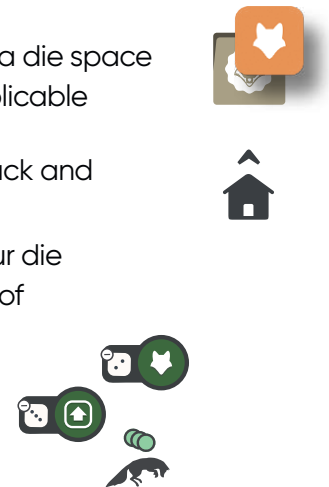 a die space
plicable
ck and
ur die
of